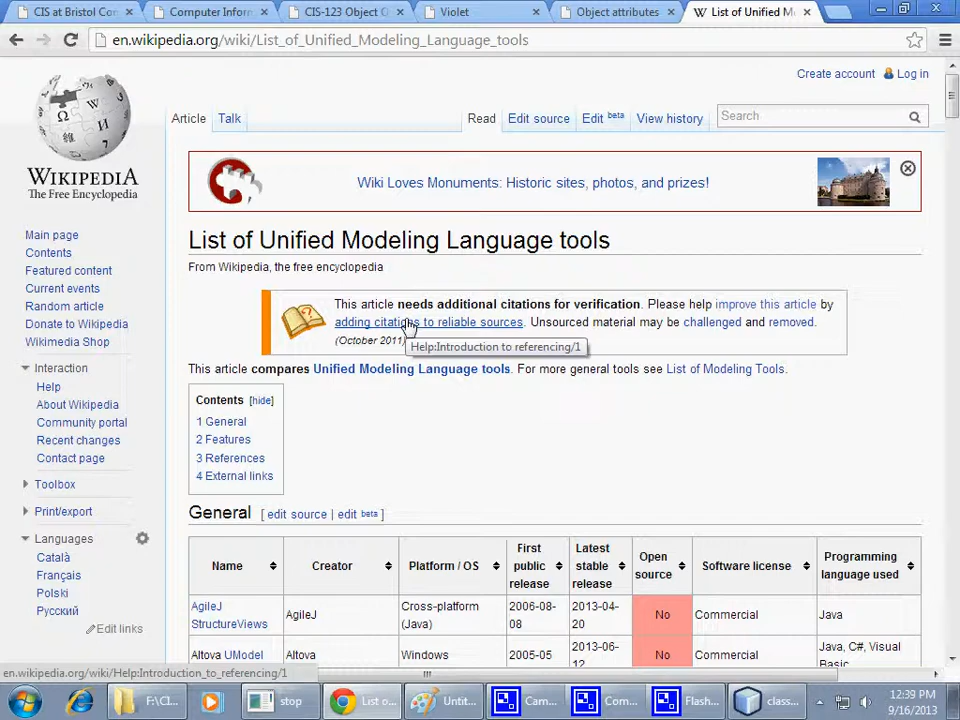 CIS at Bristol Co
Computer Inform
CIS-123 Object O
Violet
Object attributes
List of Unified Mo
en.wikipedia.org/wiki/List_of_Unified_Modeling_Language_tools
Create account Log in
Article Talk Read Edit source Edit beta View history Search
WIKIPEDIA
The Free Encyclopedia
Wiki Loves Monuments: Historic sites, photos, and prizes!
Main page
Contents
Featured content
Current events
Random article
Donate to Wikipedia
Wikimedia Shop
Interaction
Help
About Wikipedia
Community portal
Recent changes
Contact page
Toolbox
Print/export
Languages
Català
Français
Polski
Русский
Edit links
List of Unified Modeling Language tools
From Wikipedia, the free encyclopedia
This article needs additional citations for verification. Please help improve this article by
adding citations to reliable sources. Unsourced material may be challenged and removed.
(October 2011)
Help:Introduction to referencing/1
This article compares Unified Modeling Language tools. For more general tools see List of Modeling Tools.
Contents [hide]
1 General
2 Features
3 References
4 External links
General [ edit source | edit beta ]
Name
Creator
Platform / OS
First public release
Latest stable release
Open source
Software license
Programming language used
AgileJ StructureViews
AgileJ
Cross-platform (Java)
2006-08-08
2013-04-20
No
Commercial
Java
Altova UModel
Altova
Windows
2005-05
2013-06-12
No
Commercial
Java, C#, Visual Basic
en.wikipedia.org/wiki/Help:Introduction_to_referencing/1
F:\C...
stop
List o...
Untit...
Cam...
Com...
Flash...
class...
12:39 PM
9/16/2013